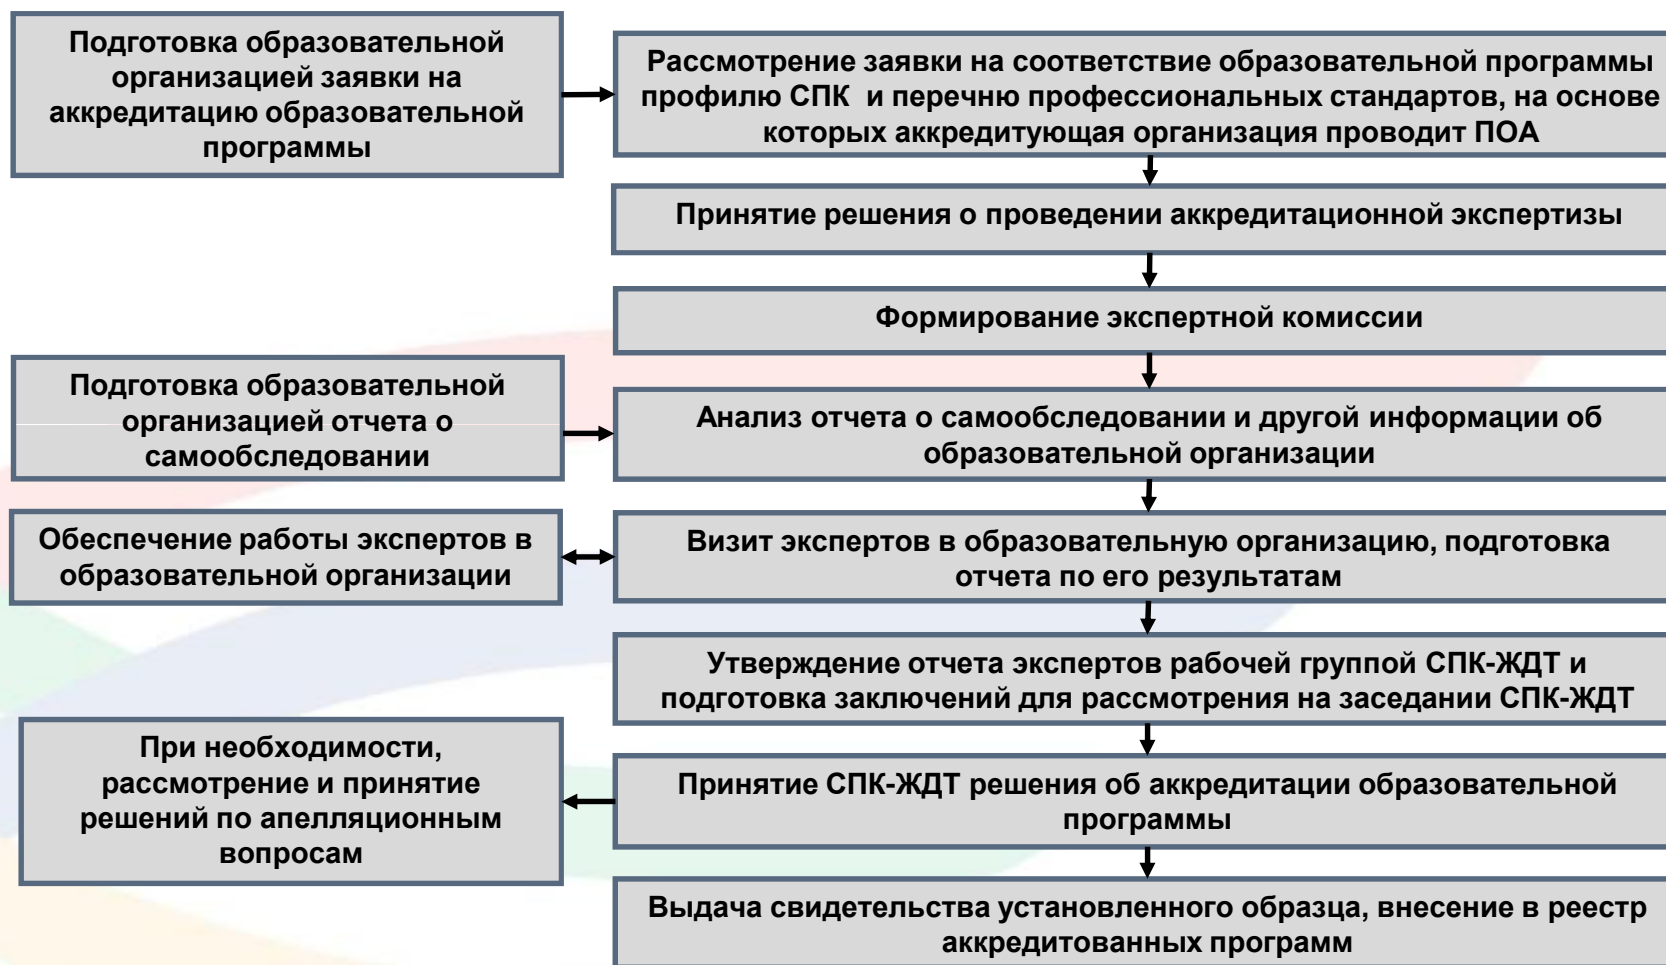 Подготовка образовательной
организацией заявки на
аккредитацию образовательной
программы
Рассмотрение заявки на соответствие образовательной программы
профилю СПК и перечню профессиональных стандартов, на основе
которых аккредитующая организация проводит ПОА
Принятие решения о проведении аккредитационной экспертизы
Формирование экспертной комиссии
Подготовка образовательной
организацией отчета о
самообследовании
Анализ отчета о самообследовании и другой информации об
образовательной организации
Обеспечение работы экспертов в
образовательной организации
Визит экспертов в образовательную организацию, подготовка
отчета по его результатам
Утверждение отчета экспертов рабочей группой СПК-ЖДТ и
подготовка заключений для рассмотрения на заседании СПК-ЖДТ
При необходимости,
рассмотрение и принятие
решений по апелляционным
вопросам
Принятие СПК-ЖДТ решения об аккредитации образовательной
программы
Выдача свидетельства установленного образца, внесение в реестр
аккредитованных программ